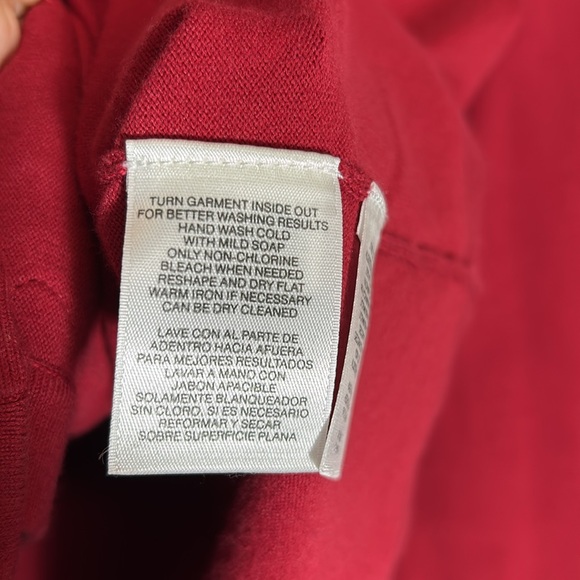 TURN GARMENT INSIDE OUT
FOR BETTER WASHING RESULTS
HAND WASH COLD
WITH MILD SOAP
ONLY NON-CHLORINE
BLEACH WHEN NEEDED
RESHAPE AND DRY FLAT
WARM IRON IF NECESSARY
CAN BE DRY CLEANED
LAVE CON AL PARTE DE
ADENTRO HACIA AFUERA
PARA MEJORES RESULTADOS
LAVAR A MANO CON
JABON APACIBLE
SOLAMENTE BLANQUEADOR
SIN CLORO, SI ES NECESARIO
REFORMAR Y SECAR
SOBRE SUPERFICIE PLANA